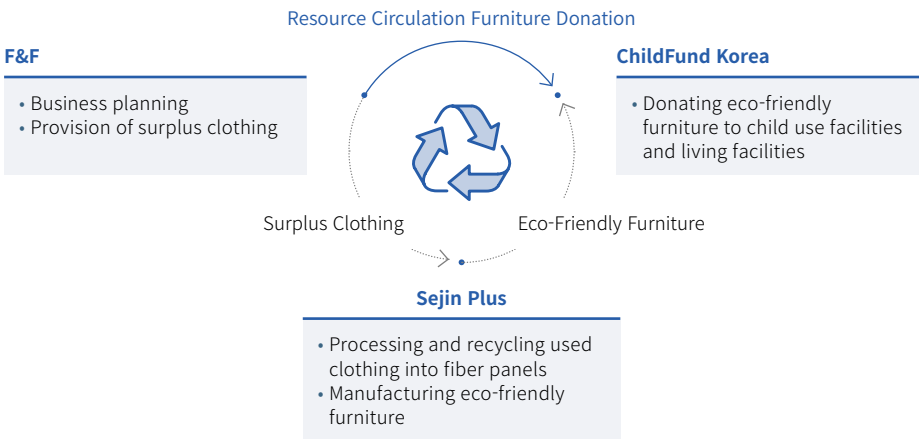 Resource Circulation Furniture Donation
F&F
• Business planning
• Provision of surplus clothing
ChildFund Korea
• Donating eco-friendly
furniture to child use facilities
and living facilities
Surplus Clothing
Eco-Friendly Furniture
Sejin Plus
• Processing and recycling used
clothing into fiber panels
• Manufacturing eco-friendly
furniture